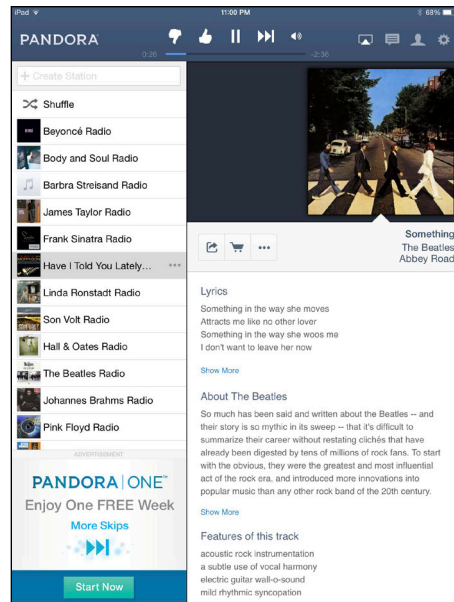 iPad 11:00 PM 68%
PANDORA
0:26 -2:36
+ Create Station
Shuffle
Beyoncé Radio
Body and Soul Radio
Barbra Streisand Radio
James Taylor Radio
Frank Sinatra Radio
Have I Told You Lately... •••
Linda Ronstadt Radio
Son Volt Radio
Hall & Oates Radio
The Beatles Radio
Johannes Brahms Radio
Pink Floyd Radio
ADVERTISEMENT
PANDORA|ONE™
Enjoy One FREE Week
More Skips
Start Now
Something
The Beatles
Abbey Road
Lyrics
Something in the way she moves
Attracts me like no other lover
Something in the way she woos me
I don't want to leave her now
Show More
About The Beatles
So much has been said and written about the Beatles -- and
their story is so mythic in its sweep -- that it's difficult to
summarize their career without restating clichés that have
already been digested by tens of millions of rock fans. To start
with the obvious, they were the greatest and most influential
act of the rock era, and introduced more innovations into
popular music than any other rock band of the 20th century.
Show More
Features of this track
acoustic rock instrumentation
a subtle use of vocal harmony
electric guitar wall-o-sound
mild rhythmic syncopation